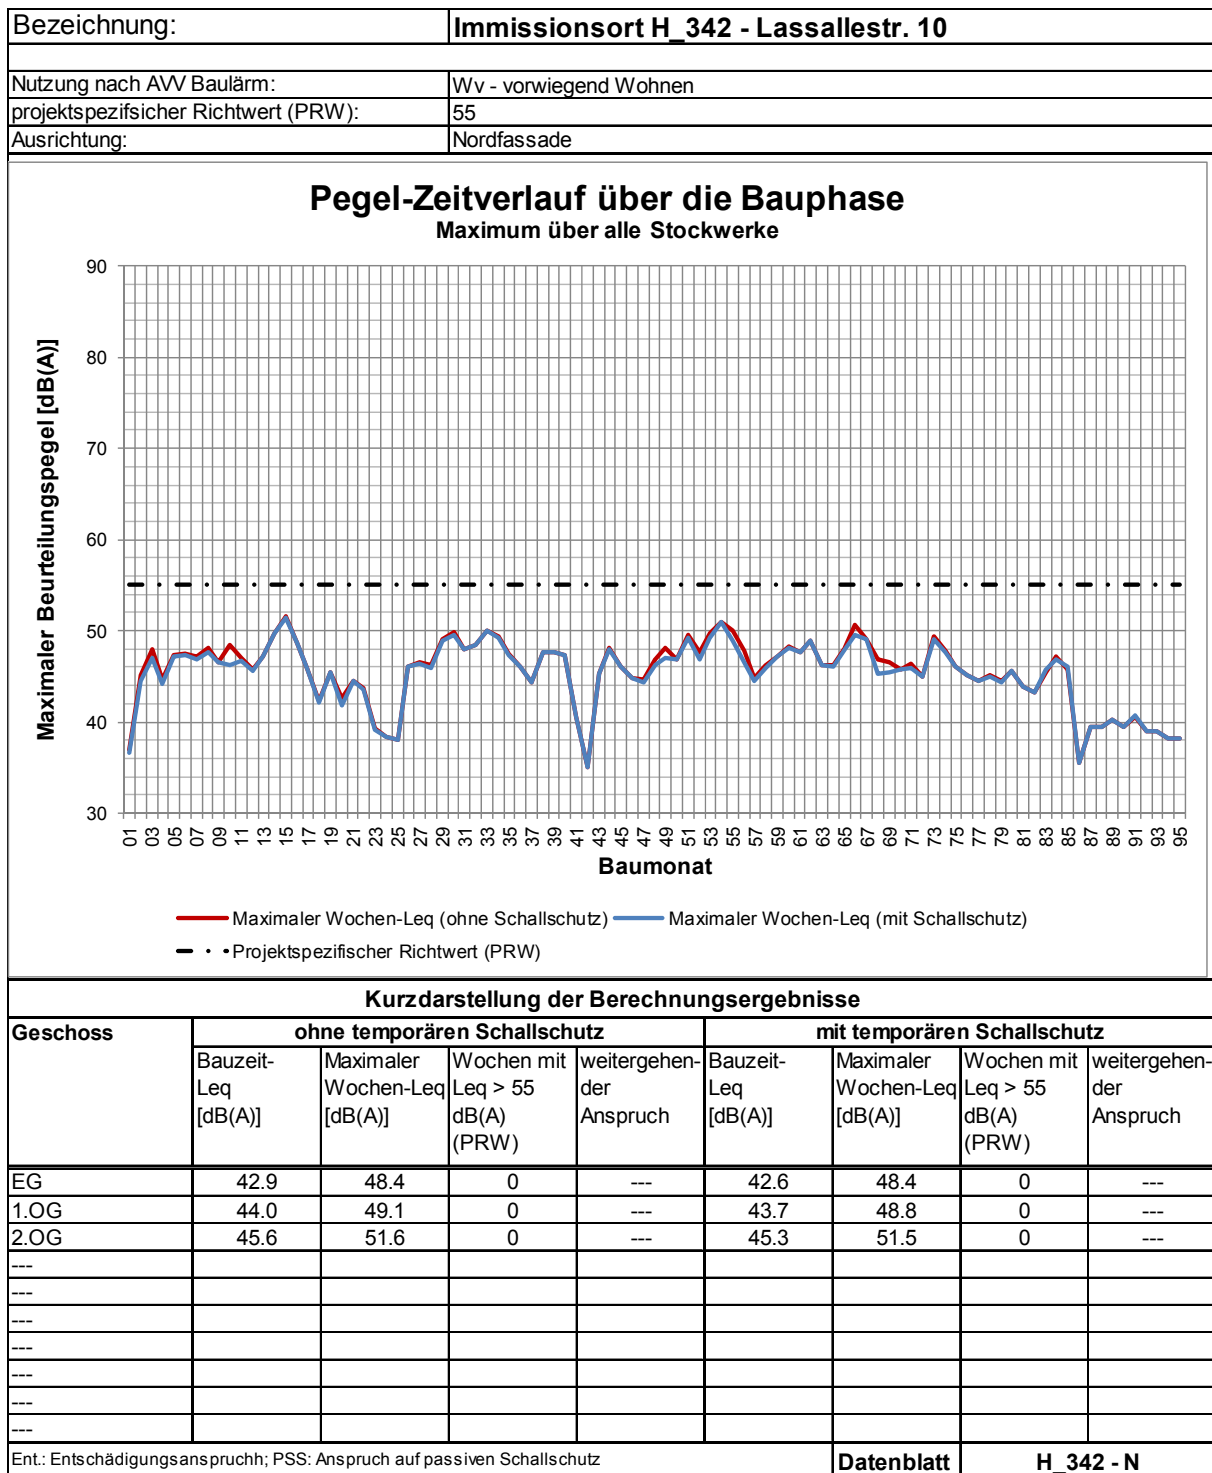 Bezeichnung: Immissionsort H_342 - Lassallestr. 10
Nutzung nach AVV Baulärm: Wv - vorwiegend Wohnen
projektspezifsicher Richtwert (PRW): 55
Ausrichtung: Nordfassade
Pegel-Zeitverlauf über die Bauphase
Maximum über alle Stockwerke
Maximaler Beurteilungspegel [dB(A)]
90
80
70
60
50
40
30
01 03 05 07 09 11 13 15 17 19 21 23 25 27 29 31 33 35 37 39 41 43 45 47 49 51 53 55 57 59 61 63 65 67 69 71 73 75 77 79 81 83 85 87 89 91 93 95
Baumonat
Maximaler Wochen-Leq (ohne Schallschutz) Maximaler Wochen-Leq (mit Schallschutz)
Projektspezifischer Richtwert (PRW)
Kurzdarstellung der Berechnungsergebnisse
Geschoss ohne temporären Schallschutz mit temporären Schallschutz
Bauzeit- Maximaler Wochen mit weitergehen- Bauzeit- Maximaler Wochen mit weitergehen-
Leq Wochen-Leq Leq > 55 der Leq Wochen-Leq Leq > 55 der
[dB(A)] [dB(A)] dB(A) Anspruch [dB(A)] [dB(A)] dB(A) Anspruch
(PRW) (PRW)
EG 42.9 48.4 0 --- 42.6 48.4 0 ---
1.OG 44.0 49.1 0 --- 43.7 48.8 0 ---
2.OG 45.6 51.6 0 --- 45.3 51.5 0 ---
---
---
---
---
---
---
---
Ent.: Entschädigungsanspruchh; PSS: Anspruch auf passiven Schallschutz Datenblatt H_342 - N